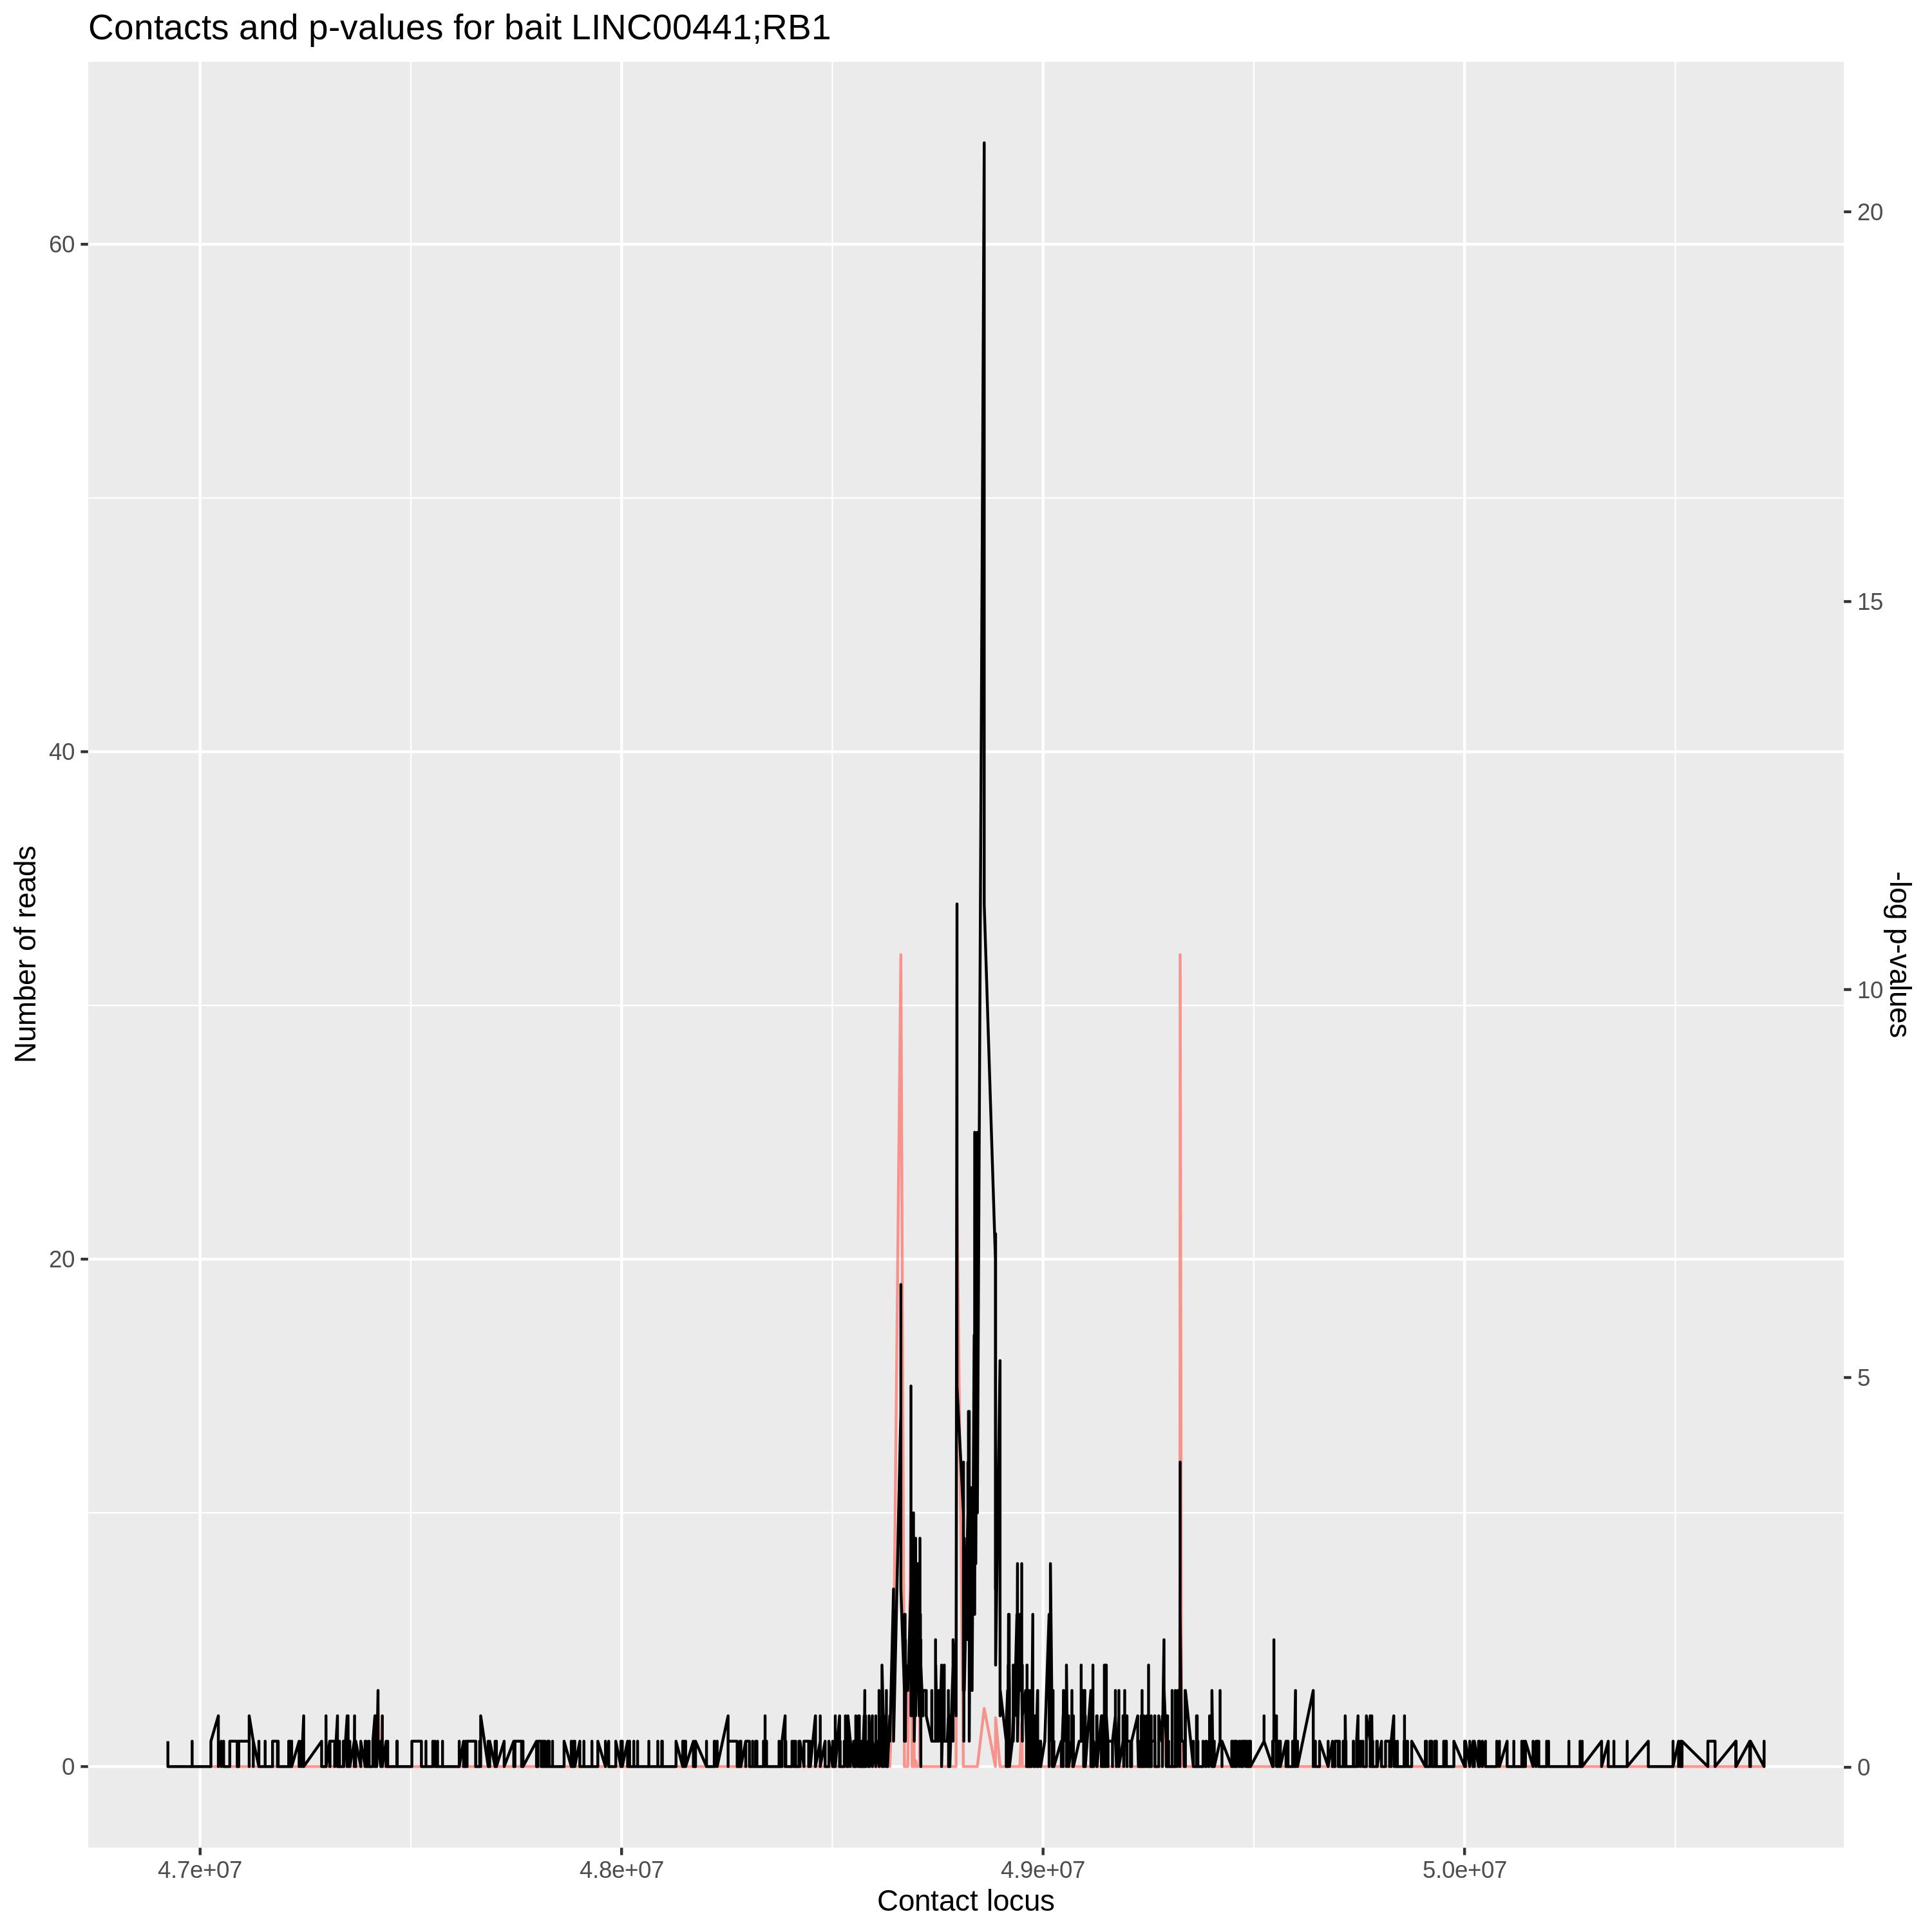 Contacts and p-values for bait LINC00441;RB1
60
40
20
0
Number of reads
20
15
10
5
0
-log p-values
4.7e+07
4.8e+07
4.9e+07
5.0e+07
Contact locus